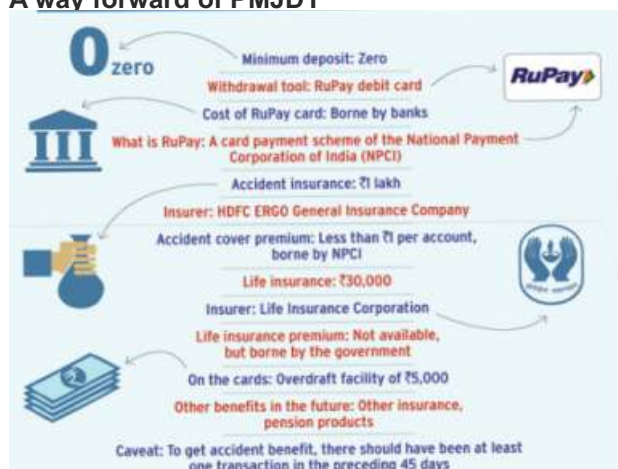 A way forward of PMJDY
0 zero
Minimum deposit: Zero
Withdrawal tool: RuPay debit card
RuPay
Cost of RuPay card: Borne by banks
What is RuPay: A card payment scheme of the National Payment
Corporation of India (NPCI)
Accident insurance: ₹1 lakh
Insurer: HDFC ERGO General Insurance Company
Accident cover premium: Less than ₹1 per account,
borne by NPCI
Life insurance: ₹30,000
Insurer: Life Insurance Corporation
Life insurance premium: Not available,
but borne by the government
On the cards: Overdraft facility of ₹5,000
Other benefits in the future: Other insurance,
pension products
Caveat: To get accident benefit, there should have been at least
one transaction in the preceding 45 days